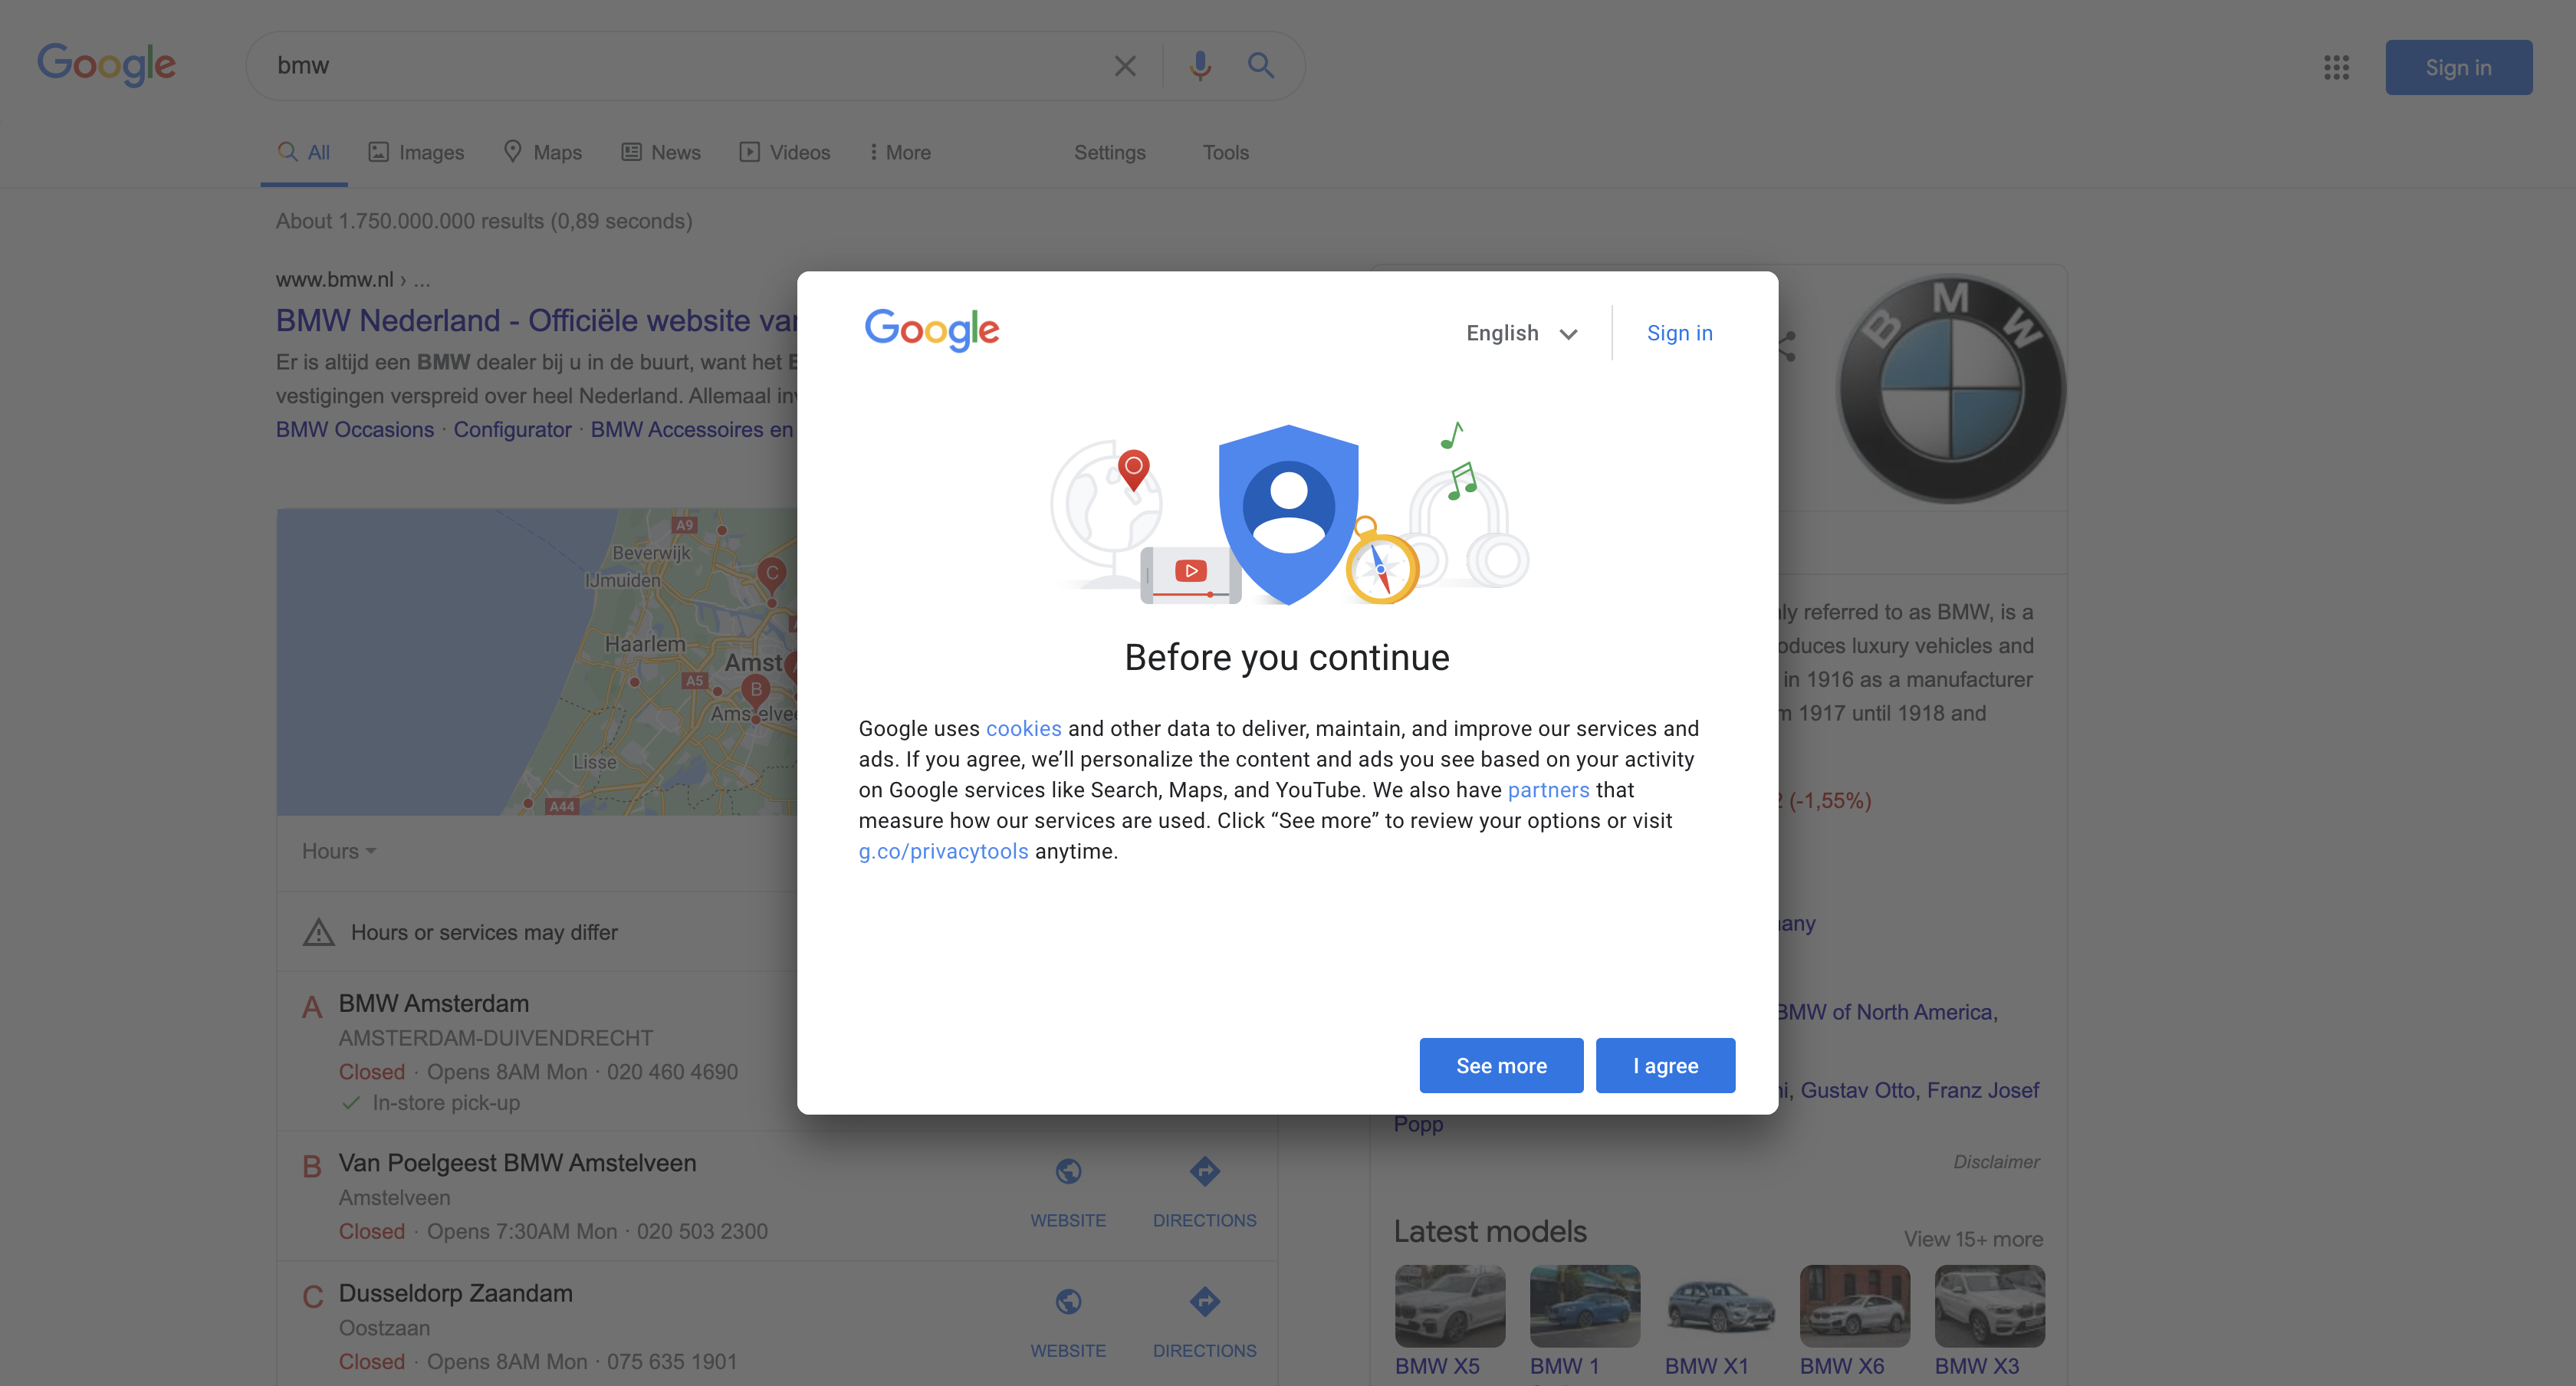 Google
bmw
Sign in
All
Images
Maps
News
Videos
More
Settings
Tools
About 1.750.000.000 results (0,89 seconds)
www.bmw.nl › ...
BMW Nederland - Officiële website
Er is altijd een BMW dealer bij u in de buurt, want het
vestigingen verspreid over heel Nederland. Allemaal
BMW Occasions · Configurator · BMW Accessoires en
A9
Beverwijk
IJmuiden
C
Haarlem
Amst
A5
B
Lisse
A44
Hours
Hours or services may differ
A BMW Amsterdam
AMSTERDAM-DUIVENDRECHT
Closed · Opens 8AM Mon · 020 460 4690
In-store pick-up
B Van Poelgeest BMW Amstelveen
Amstelveen
Closed · Opens 7:30AM Mon · 020 503 2300
WEBSITE
DIRECTIONS
C Dusseldorp Zaandam
Oostzaan
Closed · Opens 8AM Mon · 075 635 1901
WEBSITE
DIRECTIONS
Google
English
Sign in
Before you continue
Google uses cookies and other data to deliver, maintain, and improve our services and
ads. If you agree, we’ll personalize the content and ads you see based on your activity
on Google services like Search, Maps, and YouTube. We also have partners that
measure how our services are used. Click “See more” to review your options or visit
g.co/privacytools anytime.
See more
I agree
BMW
referred to as BMW, is a
luxury vehicles and
in 1916 as a manufacturer
1917 until 1918 and
(-1,55%)
BMW of North America,
Gustav Otto, Franz Josef
Popp
Disclaimer
Latest models
View 15+ more
BMW X5
BMW 1
BMW X1
BMW X6
BMW X3